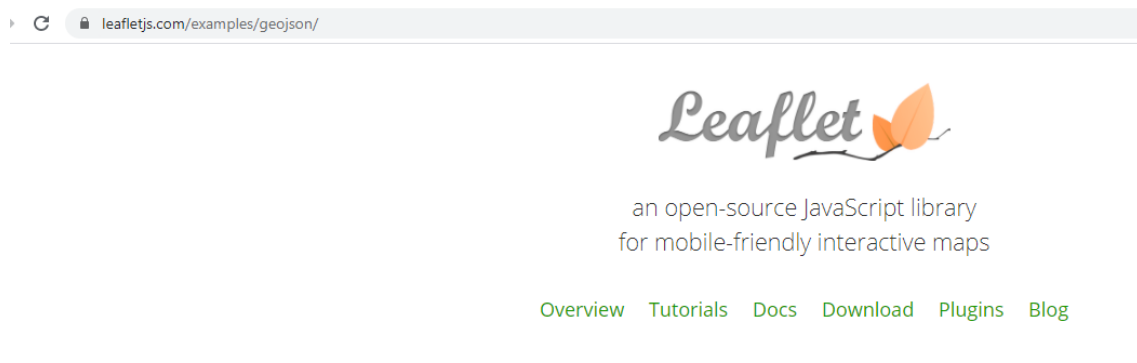 leafletjs.com/examples/geojson/
Leaflet
an open-source JavaScript library
for mobile-friendly interactive maps
Overview Tutorials Docs Download Plugins Blog